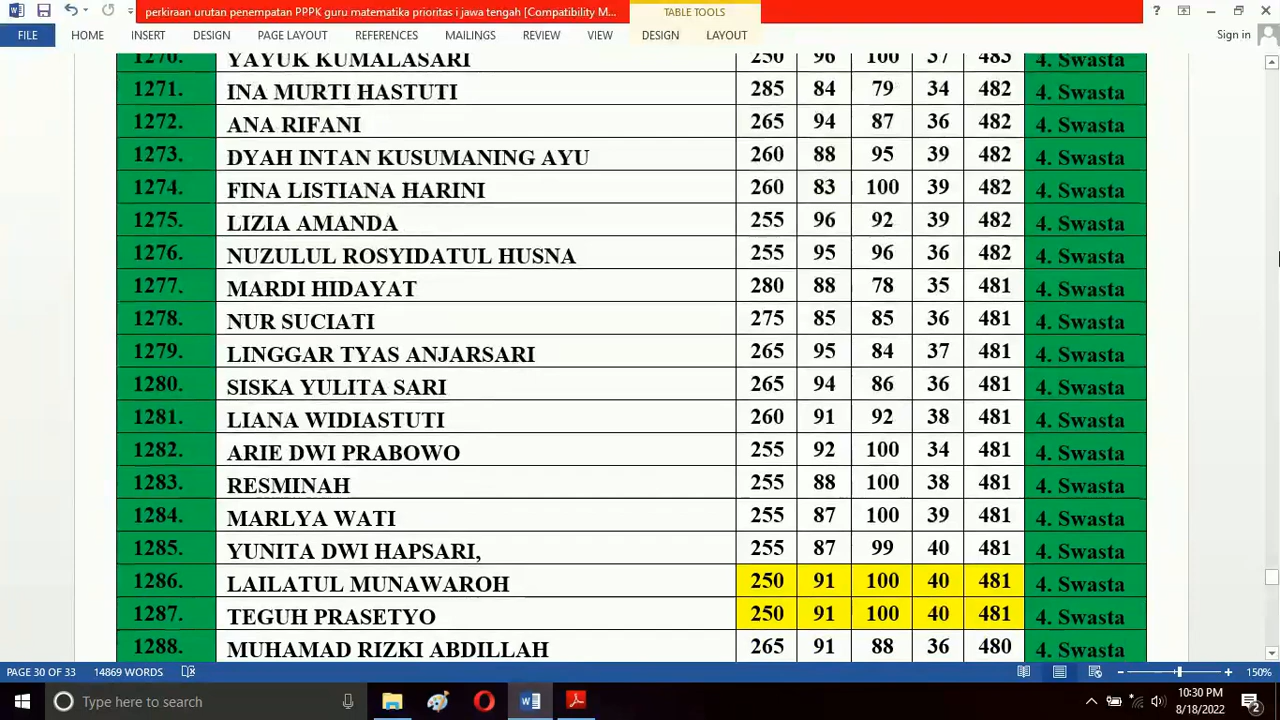 perkiraan urutan penempatan PPPK guru matematika prioritas i jawa tengah [Compatibility M...
TABLE TOOLS
FILE HOME INSERT DESIGN PAGE LAYOUT REFERENCES MAILINGS REVIEW VIEW DESIGN LAYOUT Sign in
1270. YAYUK KUMALASARI 250 96 100 37 483 4. Swasta
1271. INA MURTI HASTUTI 285 84 79 34 482 4. Swasta
1272. ANA RIFANI 265 94 87 36 482 4. Swasta
1273. DYAH INTAN KUSUMANING AYU 260 88 95 39 482 4. Swasta
1274. FINA LISTIANA HARINI 260 83 100 39 482 4. Swasta
1275. LIZIA AMANDA 255 96 92 39 482 4. Swasta
1276. NUZULUL ROSYIDATUL HUSNA 255 95 96 36 482 4. Swasta
1277. MARDI HIDAYAT 280 88 78 35 481 4. Swasta
1278. NUR SUCIATI 275 85 85 36 481 4. Swasta
1279. LINGGAR TYAS ANJARSARI 265 95 84 37 481 4. Swasta
1280. SISKA YULITA SARI 265 94 86 36 481 4. Swasta
1281. LIANA WIDIASTUTI 260 91 92 38 481 4. Swasta
1282. ARIE DWI PRABOWO 255 92 100 34 481 4. Swasta
1283. RESMINAH 255 88 100 38 481 4. Swasta
1284. MARLYA WATI 255 87 100 39 481 4. Swasta
1285. YUNITA DWI HAPSARI, 255 87 99 40 481 4. Swasta
1286. LAILATUL MUNAWAROH 250 91 100 40 481 4. Swasta
1287. TEGUH PRASETYO 250 91 100 40 481 4. Swasta
1288. MUHAMAD RIZKI ABDILLAH 265 91 88 36 480 4. Swasta
PAGE 30 OF 33 14869 WORDS 150%
Type here to search
10:30 PM
8/18/2022
2